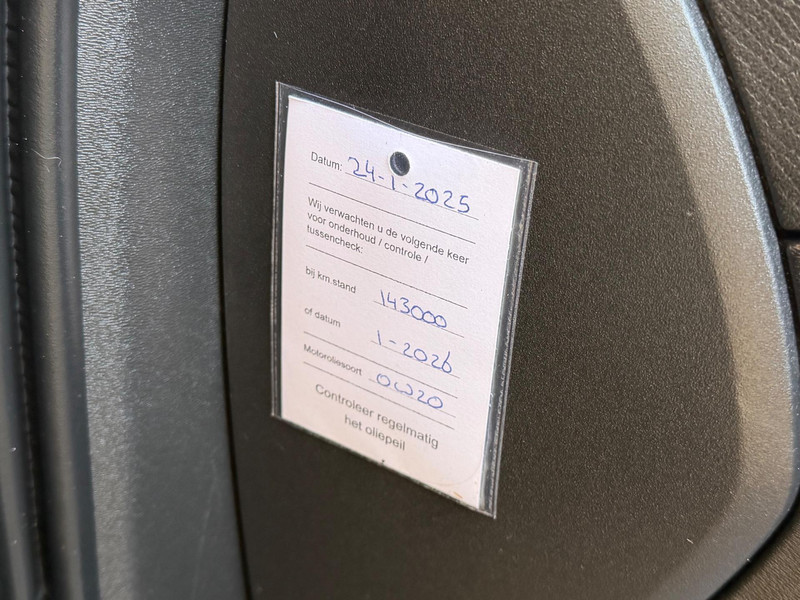 Datum: 24-1-2025
Wij verwachten u de volgende keer
voor onderhoud / controle /
tussencheck:
bij km.stand 143000
of datum 1-2026
Motoroliesoort 0W20
Controleer regelmatig
het oliepeil